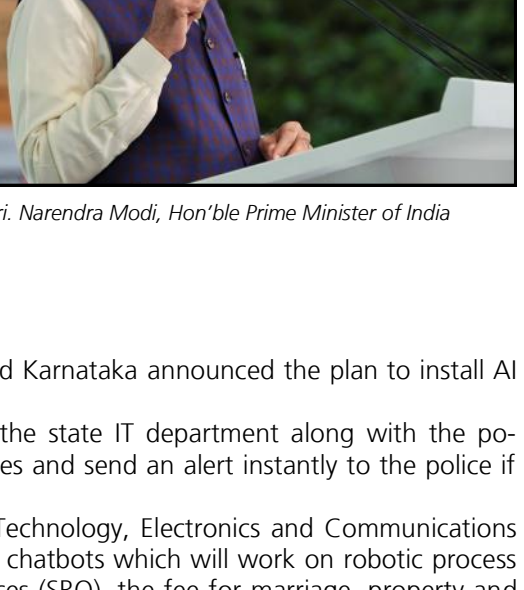 ri. Narendra Modi, Hon'ble Prime Minister of India
d Karnataka announced the plan to install AI
the state IT department along with the po-
es and send an alert instantly to the police if
Technology, Electronics and Communications
chatbots which will work on robotic process
ces (SRO), the fee for marriage, property and